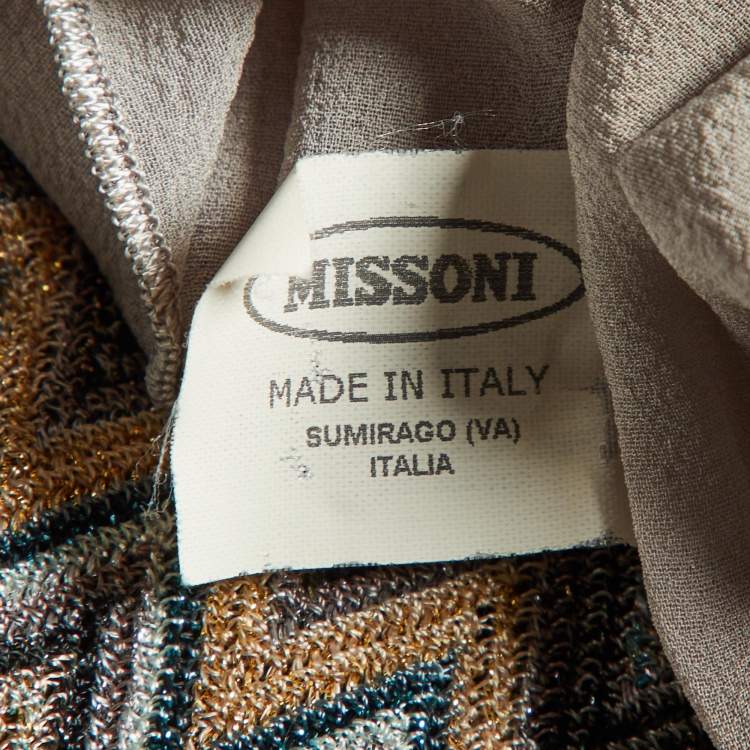 MISSONI
MADE IN ITALY
SUMIRAGO (VA)
ITALIA